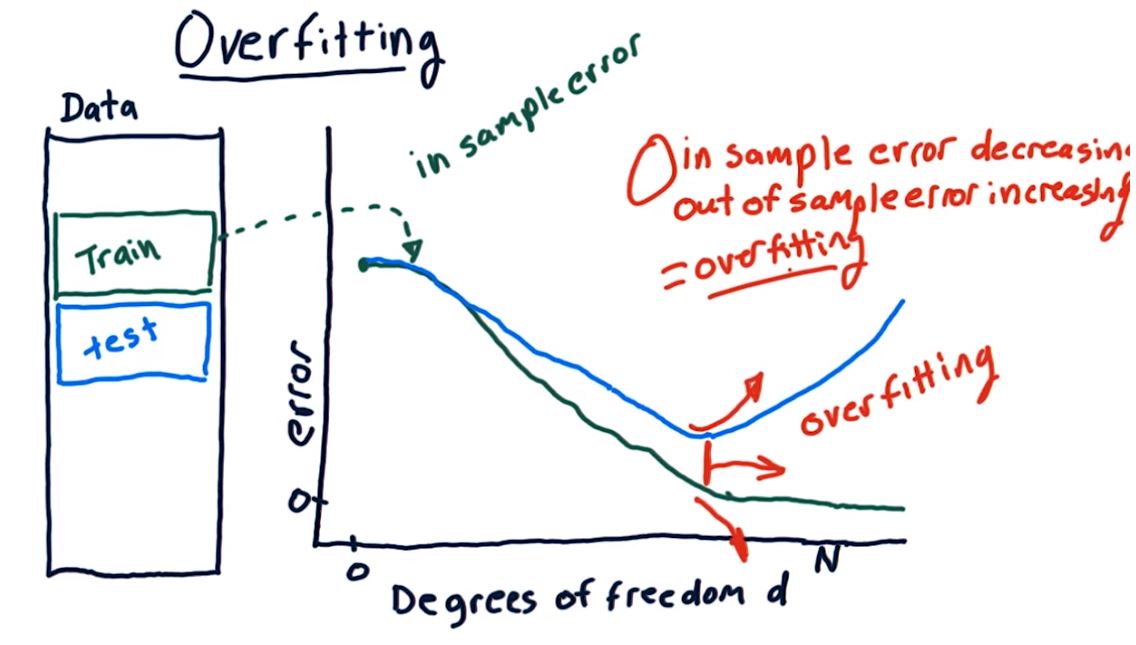 Overfitting
Data
Train
test
in sample error
in sample error decreasing
out of sample error increasing
= overfitting
overfitting
error
0
0
N
Degrees of freedom d